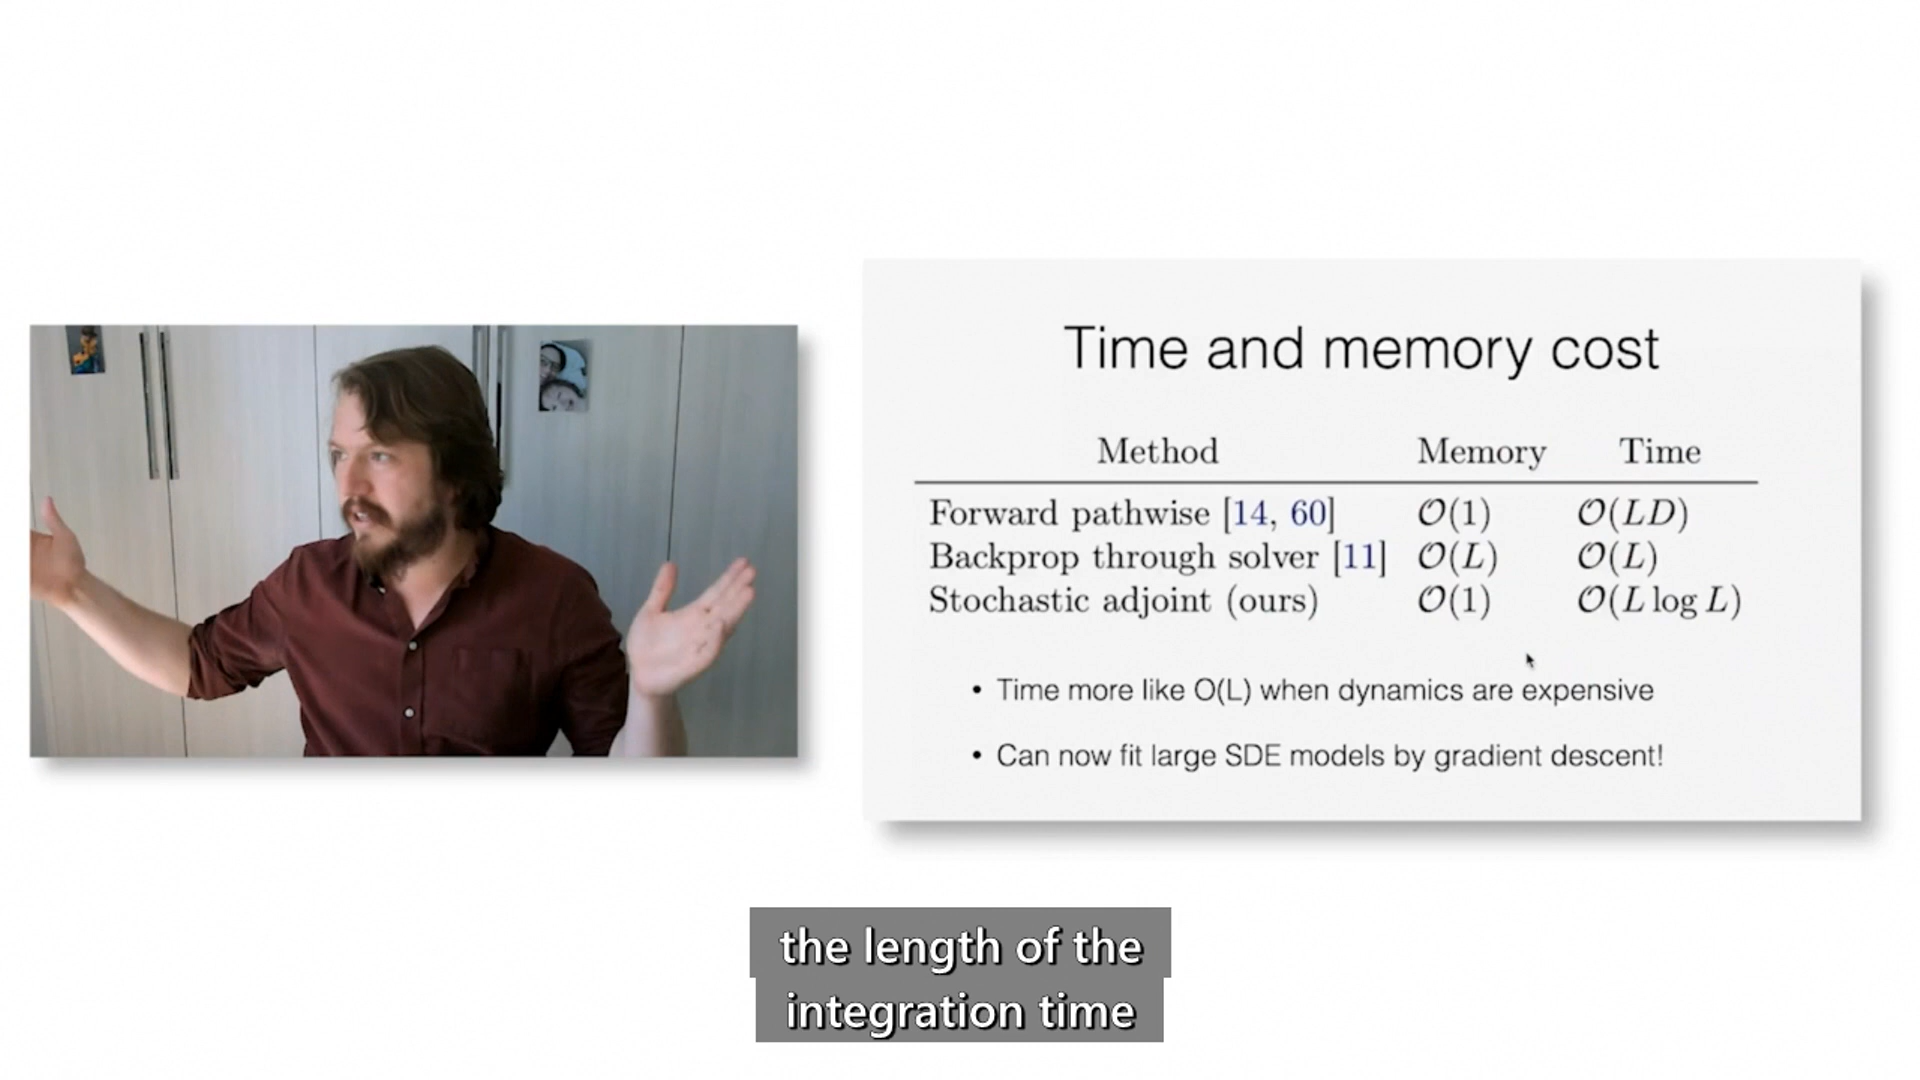 Time and memory cost
Method Memory Time
Forward pathwise [14, 60] 𝒪(1) 𝒪(LD)
Backprop through solver [11] 𝒪(L) 𝒪(L)
Stochastic adjoint (ours) 𝒪(1) 𝒪(L log L)
• Time more like O(L) when dynamics are expensive
• Can now fit large SDE models by gradient descent!
the length of the
integration time